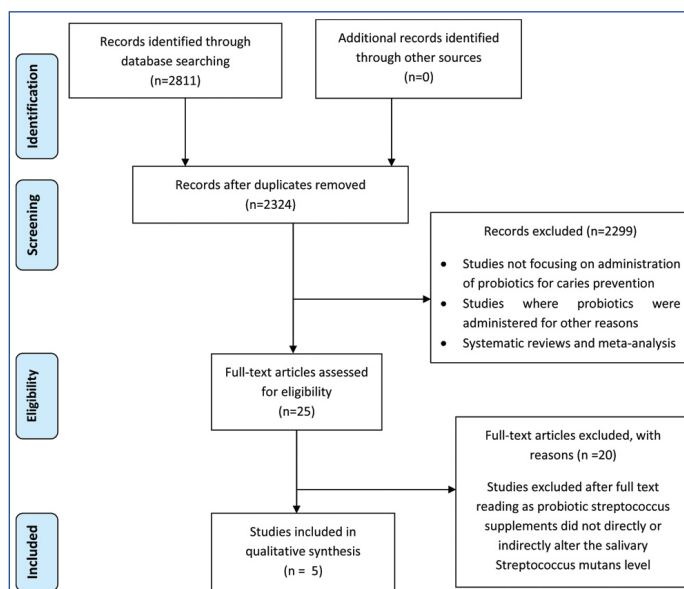 Identification
Records identified through
database searching
(n=2811)
Additional records identified
through other sources
(n=0)
Screening
Records after duplicates removed
(n=2324)
Records excluded (n=2299)
• Studies not focusing on administration
of probiotics for caries prevention
• Studies where probiotics were
administered for other reasons
• Systematic reviews and meta-analysis
Eligibility
Full-text articles assessed
for eligibility
(n=25)
Full-text articles excluded, with
reasons (n =20)
Studies excluded after full text
reading as probiotic streptococcus
supplements did not directly or
indirectly alter the salivary
Streptococcus mutans level
Included
Studies included in
qualitative synthesis
(n = 5)